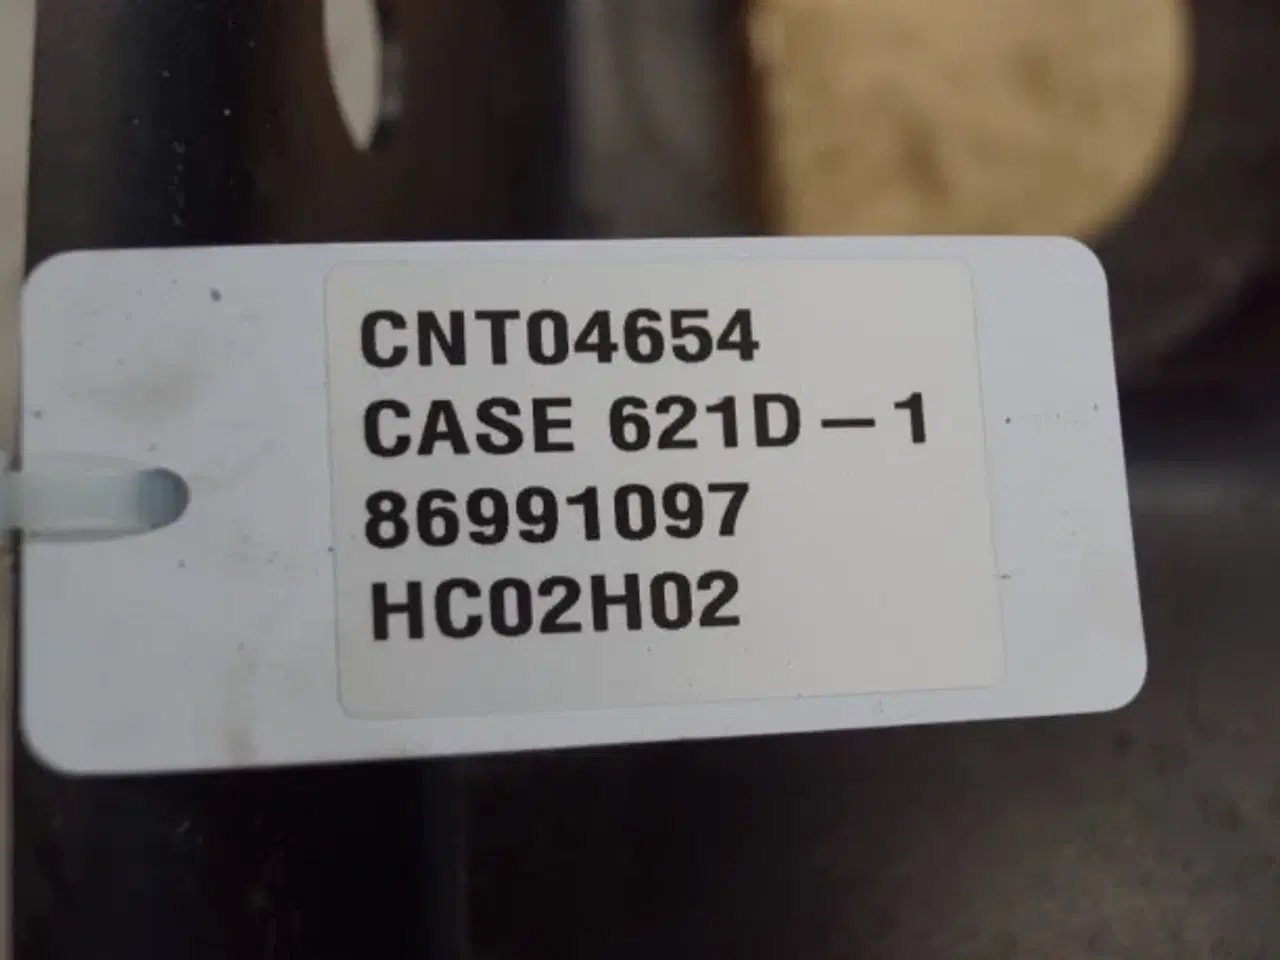 CNT04654
CASE 621D – 1
86991097
HC02H02